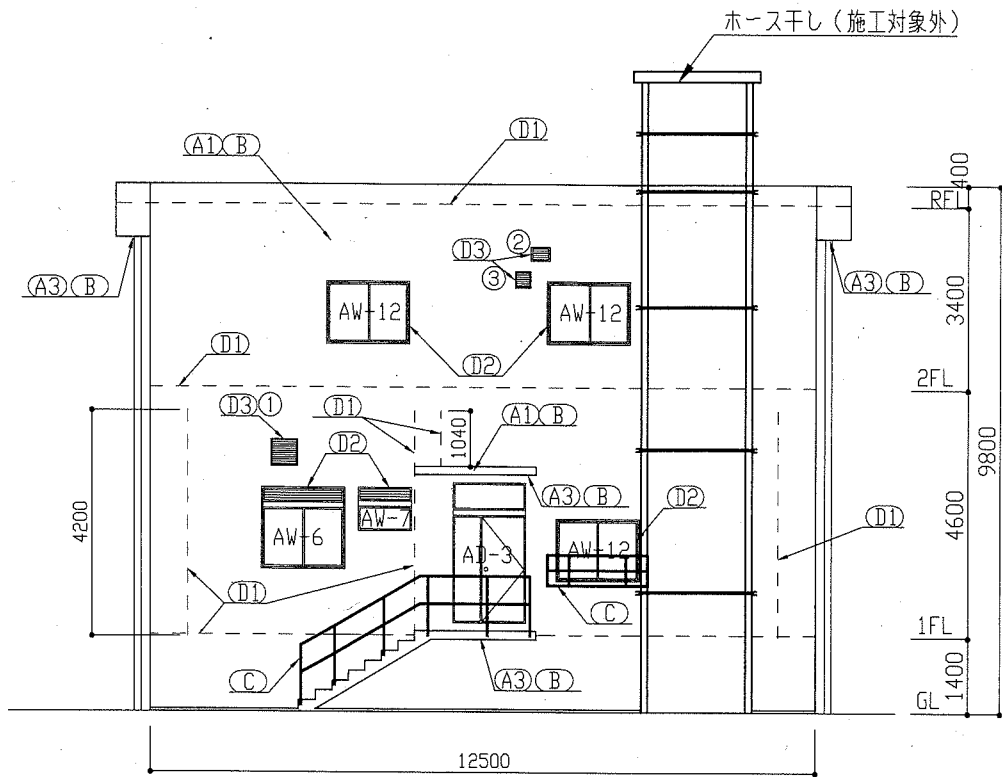 ホース干し(施工対象外)
D1
A1 B
400
RFL
D3 ②
③
A3 B
A3 B
AW-12
AW-12
3400
D1
D2
2FL
D3 ①
D1
1040
A1 B
9800
D2
A3 B
D2
4200
AW-7
4600
D1
AW-6
AD-3
AW-12
D1
C
1FL
C
A3 B
1400
GL
12500